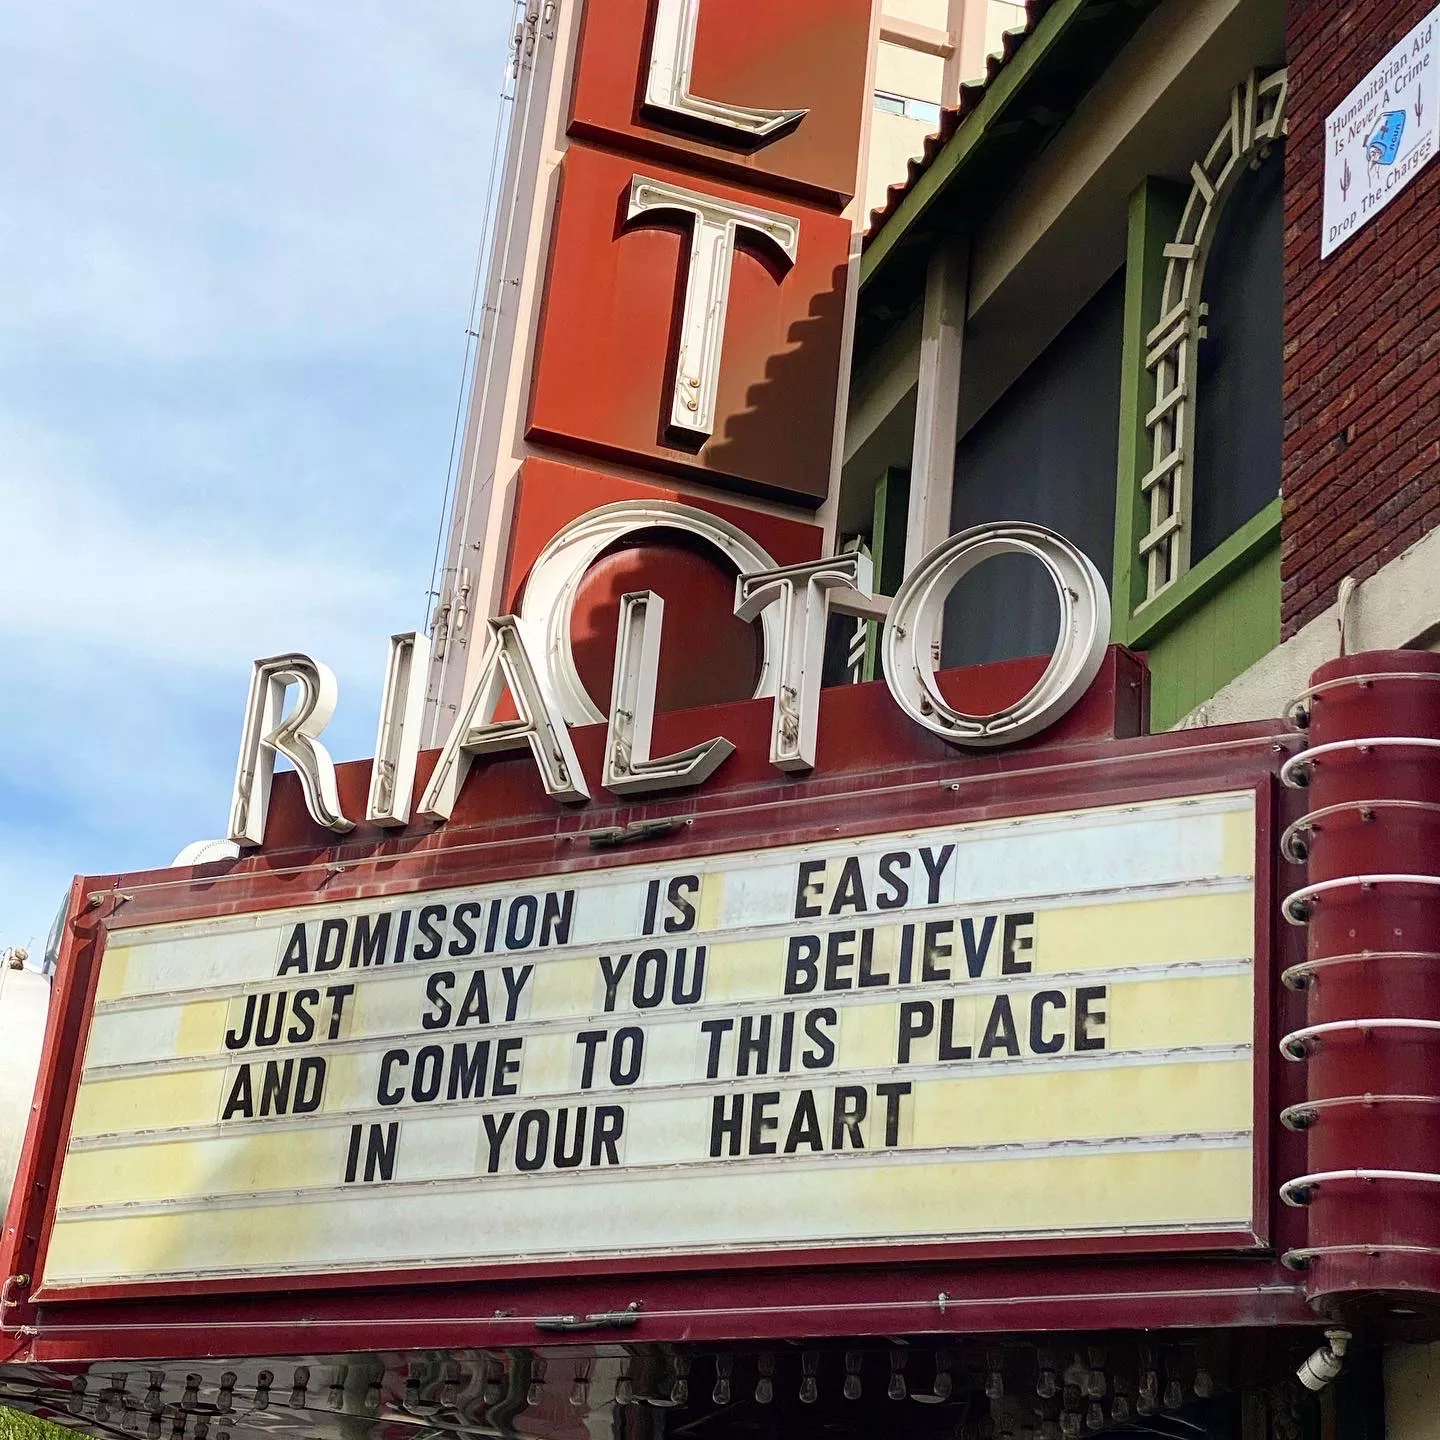 LTO
RIALTO
ADMISSION IS EASY
JUST SAY YOU BELIEVE
AND COME TO THIS PLACE
IN YOUR HEART
"Humanitarian Aid
Is Never A Crime"
Drop The Charges